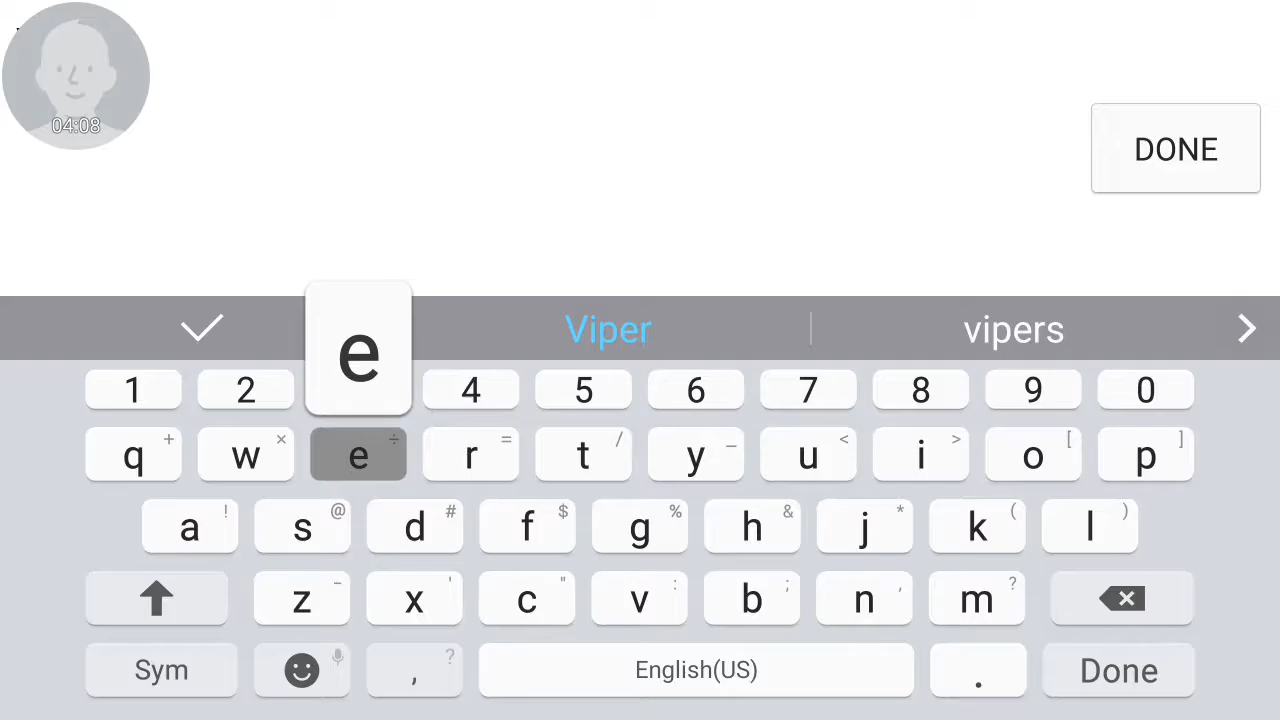 04:08
DONE
e
Viper
vipers
1 2 4 5 6 7 8 9 0
q + w × e ÷ r = t / y _ u < i > o [ p ]
a ! s @ d # f $ g % h & j * k ( l )
z - x ' c " v : b ; n , m ?
Sym , ? English(US) . Done